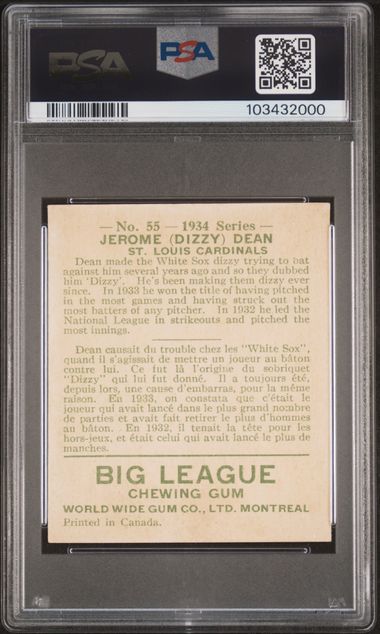 PSA
PSA
103432000
— No. 55 — 1934 Series —
JEROME (DIZZY) DEAN
ST. LOUIS CARDINALS
Dean made the White Sox dizzy trying to bat
against him several years ago and so they dubbed
him 'Dizzy'. He's been making them dizzy ever
since. In 1933 he won the title of having pitched
in the most games and having struck out the
most batters of any pitcher. In 1932 he led the
National League in strikeouts and pitched the
most innings.
Dean causait du trouble chez les "White Sox",
quand il s'agissait de mettre un joueur au bâton
contre lui. Ce fut là l'origine du sobriquet
"Dizzy" qui lui fut donné. Il a toujours été,
depuis lors, une cause d'embarras, pour la même
raison. En 1933, on constata que c'était le
joueur qui avait lancé dans le plus grand nombre
de parties et avait fait retirer le plus d'hommes
au bâton. En 1932, il tenait la tête pour les
hors-jeux, et était celui qui avait lancé le plus de
manches.
BIG LEAGUE
CHEWING GUM
WORLD WIDE GUM CO., LTD. MONTREAL
Printed in Canada.